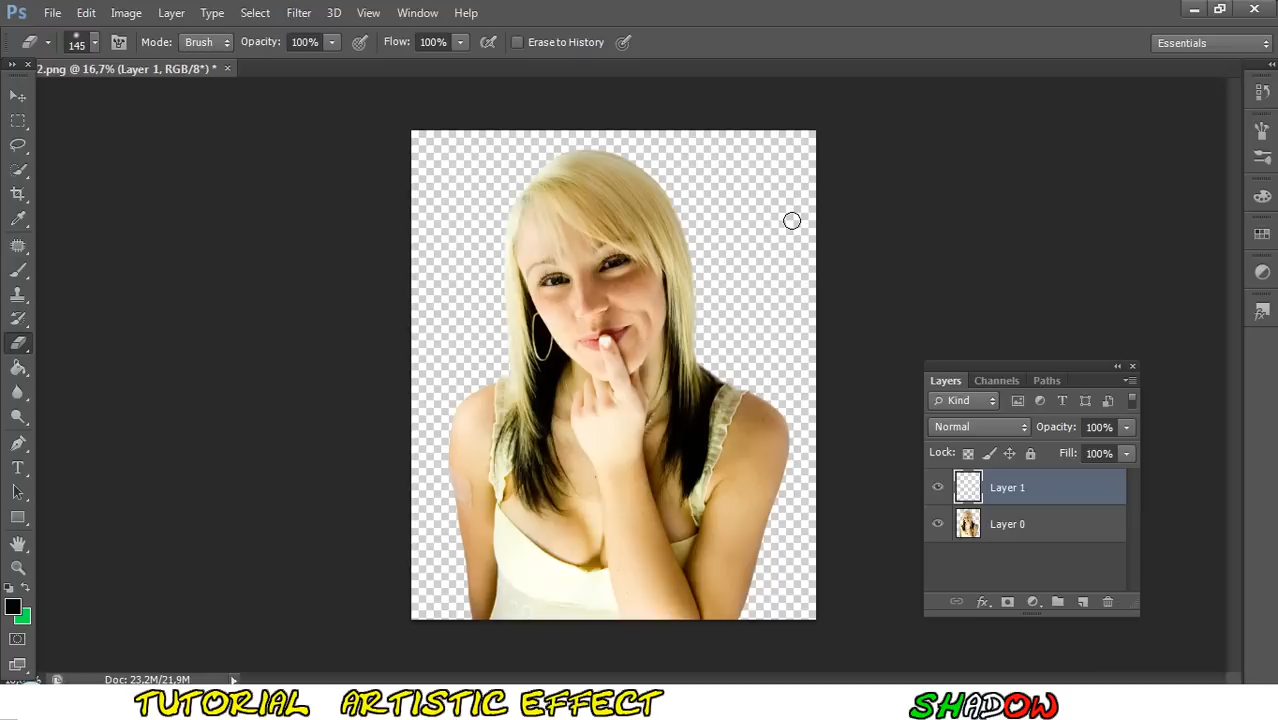 Ps File Edit Image Layer Type Select Filter 3D View Window Help
145 Mode: Brush Opacity: 100% Flow: 100% Erase to History Essentials
2.png @ 16,7% (Layer 1, RGB/8*) *
Layers Channels Paths
Kind
Normal Opacity: 100%
Lock: Fill: 100%
Layer 1
Layer 0
Doc: 23,2M/21,9M
TUTORIAL ARTISTIC EFFECT SHADOW